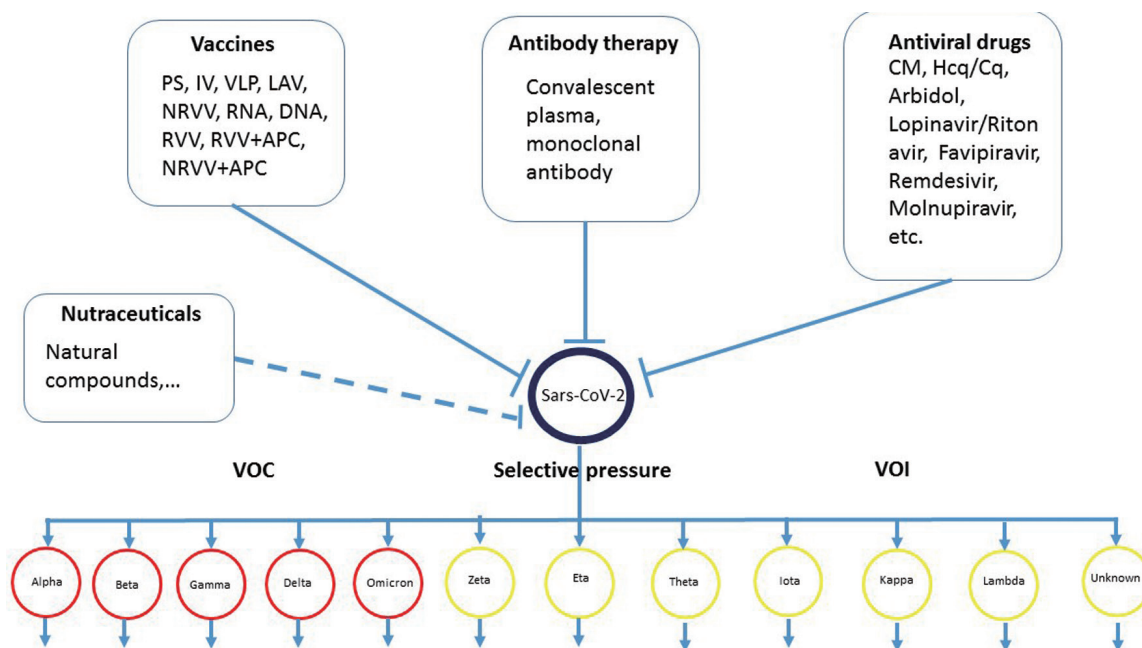 Vaccines
PS, IV, VLP, LAV,
NRVV, RNA, DNA,
RVV, RVV+APC,
NRVV+APC
Antibody therapy
Convalescent
plasma,
monoclonal
antibody
Antiviral drugs
CM, Hcq/Cq,
Arbidol,
Lopinavir/Riton
avir, Favipiravir,
Remdesivir,
Molnupiravir,
etc.
Nutraceuticals
Natural
compounds,...
Sars-CoV-2
VOC
Selective pressure
VOI
Alpha
Beta
Gamma
Delta
Omicron
Zeta
Eta
Theta
Iota
Kappa
Lambda
Unknown